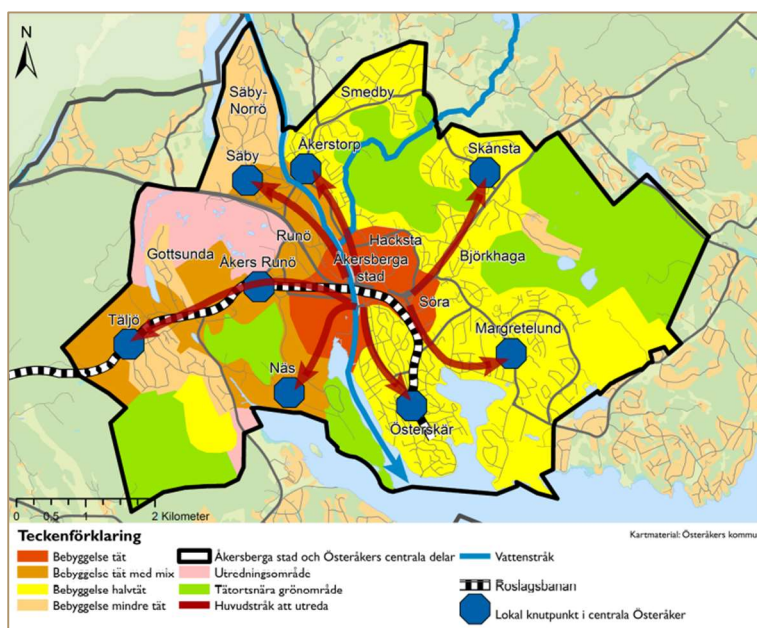 N
Säby-
Norrö
Smedby
Säby
Åkerstorp
Skånsta
Gottsunda
Runö
Hacksta
Åkers Runö
Åkersberga
stad
Björkhaga
Täljö
Sora
Margretelund
Näs
Österskär
0 0.5 1 2 Kilometer
Teckenförklaring
Kartmaterial: Österåkers kommu
Bebyggelse tät
Bebyggelse tät med mix
Bebyggelse halvtät
Bebyggelse mindre tät
Åkersberga stad och Österåkers centrala delar
Utredningsområde
Tätortsnära grönområde
Huvudstråk att utreda
Vattenstråk
Roslagsbanan
Lokal knutpunkt i centrala Österåker